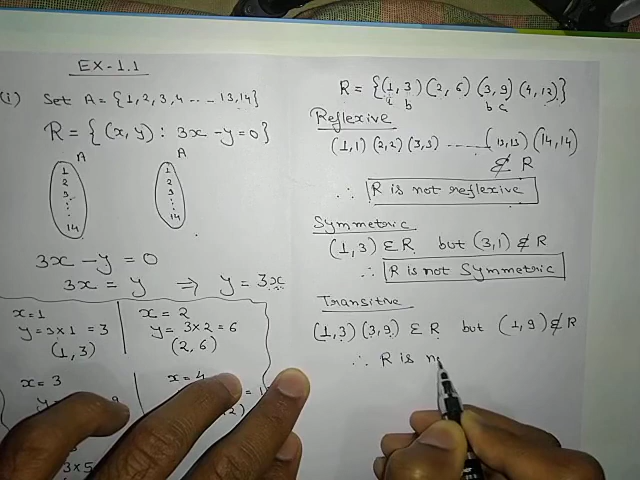 EX-1.1
(i) Set A = {1, 2, 3, 4 --- 13, 14}
R = { (x, y) : 3x - y = 0 }
A A
1 1
2 2
3 3
⋮ ⋮
14 14
3x - y = 0
3x = y ⇒ y = 3x
x = 1
y = 3×1 = 3
(1, 3)
x = 2
y = 3×2 = 6
(2, 6)
x = 3
x = 4
3×5
R = {(1, 3) (2, 6) (3, 9) (4, 12)}
b b c
Reflexive
(1,1) (2,2) (3,3) ------ (13,13) (14,14)
∉ R
∴ R is not reflexive
Symmetric
(1,3) Ɛ R but (3,1) ∉ R
∴ R is not Symmetric
Transitive
(1,3) (3,9) Ɛ R but (1,9) ∉ R
∴ R is n